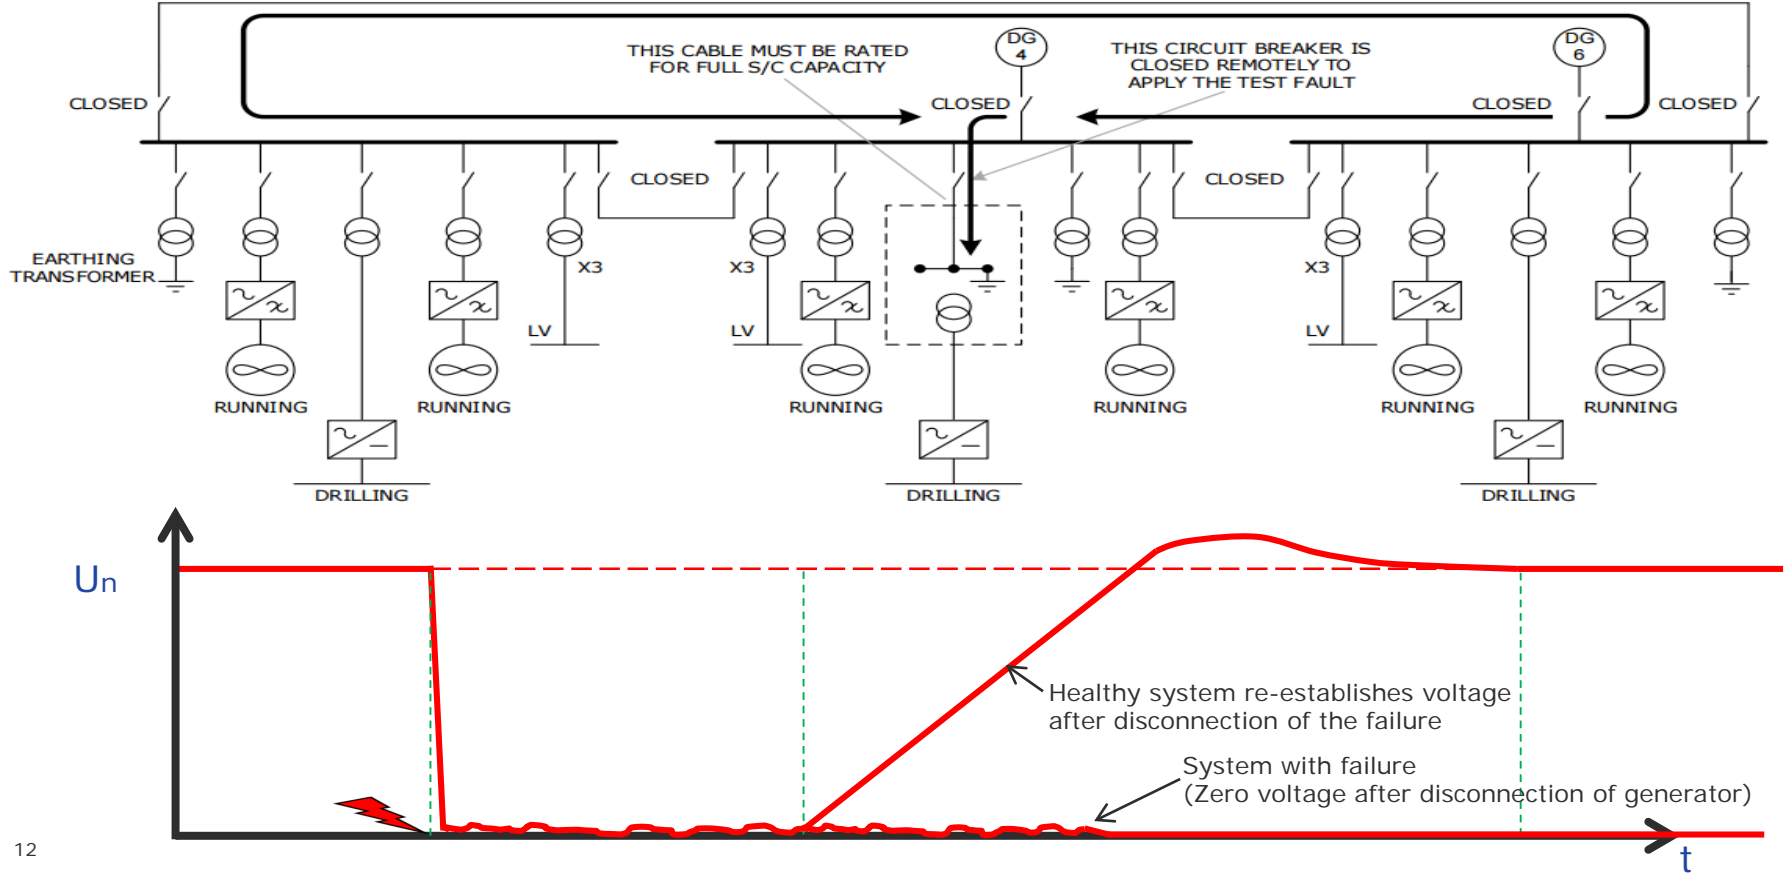 THIS CABLE MUST BE RATED
FOR FULL S/C CAPACITY
DG
4
THIS CIRCUIT BREAKER IS
CLOSED REMOTELY TO
APPLY THE TEST FAULT
DG
6
CLOSED
CLOSED
CLOSED
CLOSED
CLOSED
CLOSED
EARTHING
TRANSFORMER
X3
X3
X3
LV
LV
LV
RUNNING
RUNNING
RUNNING
RUNNING
RUNNING
RUNNING
DRILLING
DRILLING
DRILLING
Un
Healthy system re-establishes voltage
after disconnection of the failure
System with failure
(Zero voltage after disconnection of generator)
t
12